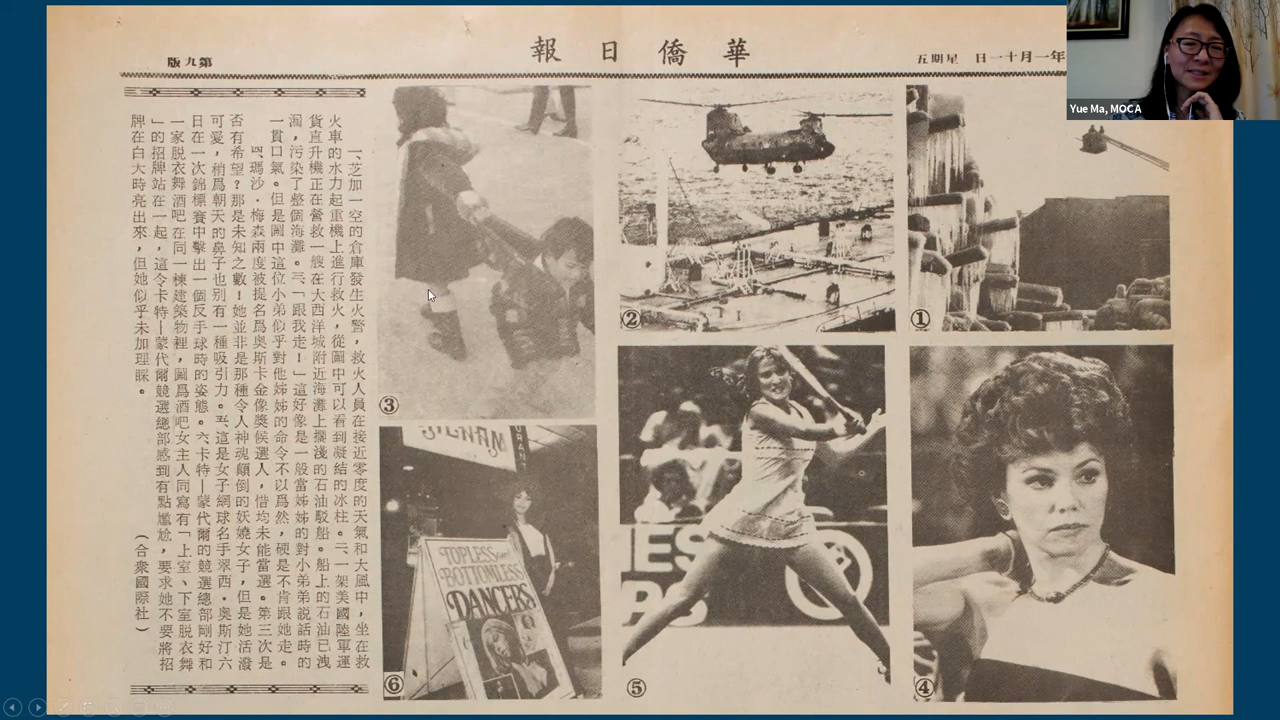 華僑日報
年一月十一日 星期五
第九版
①
②
③
④
⑤
⑥
一、芝加一空的倉庫發生火警,救火人員在接近零度的天氣和大風中,坐在救
火車的水力起重機上進行救火,從圖中可以看到凝結的冰柱。二、一架美國陸軍運
貨直升機正在營救一艘在大西洋城附近海灘上擱淺的石油駁船。船上的石油已洩
漏,污染了整個海灘。三、「跟我走!」這好像是一般當姊姊的對小弟弟說話時的
一貫口氣。但是圖中這位小弟似乎對他姊姊的命令不以爲然,硬是不肯跟她走。
四、瑪沙·梅森兩度被提名爲奧斯卡金像獎侯選人,惜均未能當選。第三次是
否有希望?那是未知之數!她並非是那種令人神魂顛倒的妖嬈女子,但是她活潑
可愛,稍爲朝天的鼻子也別有一種吸引力。五、這是女子網球名手翠西·奧斯汀六
日在一次錦標賽中擊出一個反手球時的姿態。六卡特—蒙代爾的競選總部剛好和
一家脫衣舞酒吧在同一棟建築物裡,圖爲酒吧女主人同寫有「上空、下空脫衣舞
」的招牌站在一起,這令卡特—蒙代爾競選總部感到有點尷尬,要求她不要將招
牌在白天時亮出來,但她似乎未加理睬。
(合衆國際社)
TOPLESS and
BOTTOMLESS
DANCERS
Yue Ma, MOCA